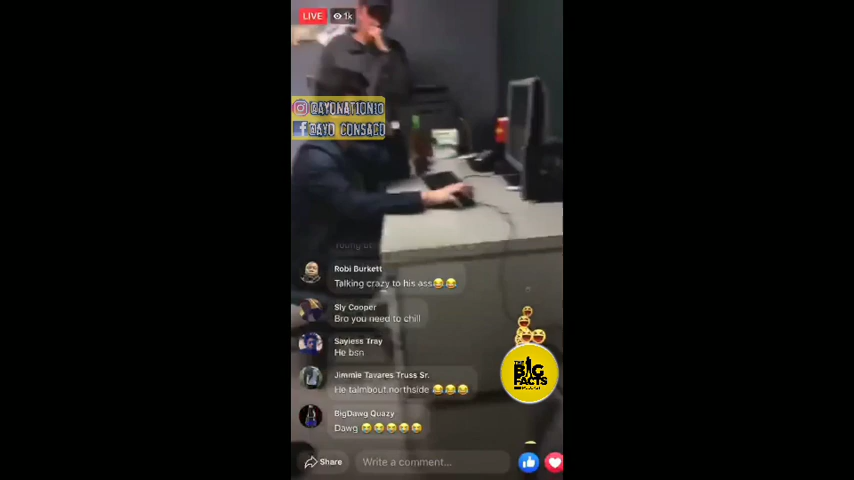 LIVE 1k
@AYONATION10
@AYO CONSACO
Young
Robi Burkett
Talking crazy to his ass😂😂
Sly Cooper
Bro you need to chill
Sayless Tray
He bsn
Jimmie Tavares Truss Sr.
He talmbout northside 😂😂😂
BigDawg Quazy
Dawg 😂😂😂😂😂
THE
BIG
FACTS
Share
Write a comment...